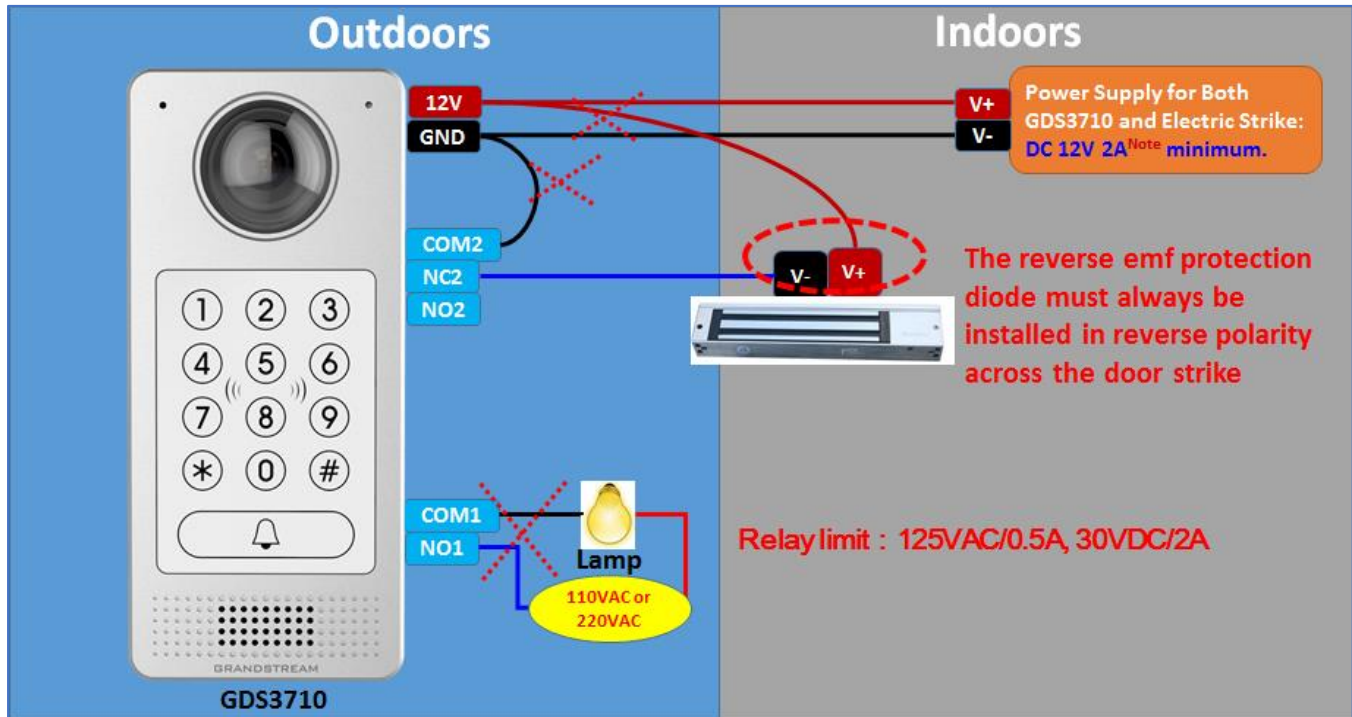 Outdoors
Indoors
12V
GND
COM2
NC2
NO2
V+
V-
Power Supply for Both
GDS3710 and Electric Strike:
DC 12V 2ANote minimum.
V-
V+
The reverse emf protection
diode must always be
installed in reverse polarity
across the door strike
1 2 3
4 5 6
7 8 9
* 0 #
COM1
NO1
Lamp
110VAC or
220VAC
Relay limit : 125VAC/0.5A, 30VDC/2A
GRANDSTREAM
GDS3710